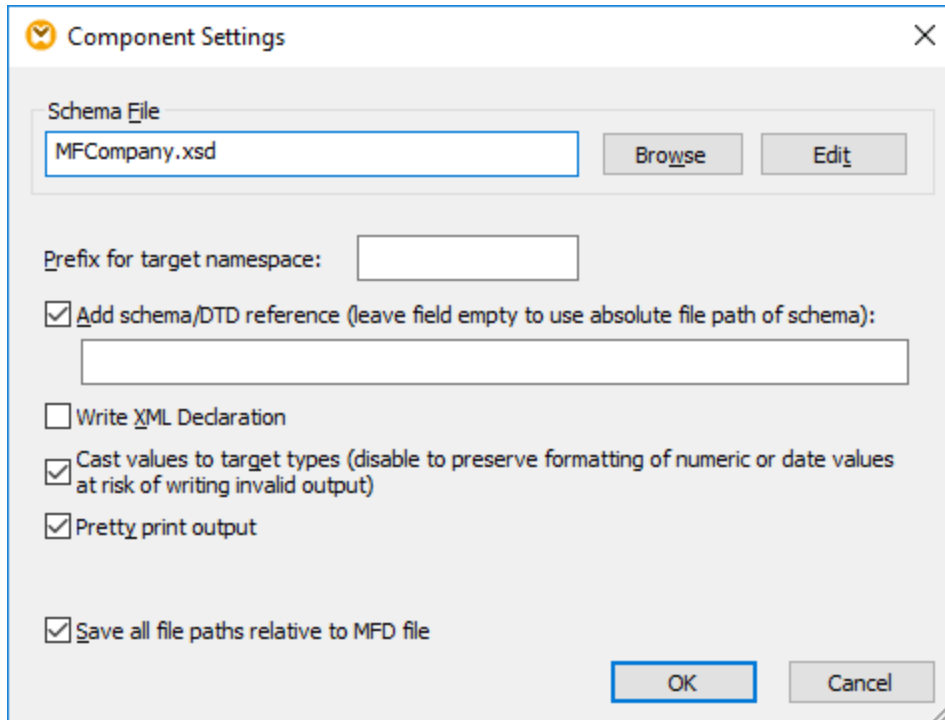 Component Settings
Schema File
MFCompany.xsd
Browse
Edit
Prefix for target namespace:
Add schema/DTD reference (leave field empty to use absolute file path of schema):
Write XML Declaration
Cast values to target types (disable to preserve formatting of numeric or date values
at risk of writing invalid output)
Pretty print output
Save all file paths relative to MFD file
OK
Cancel